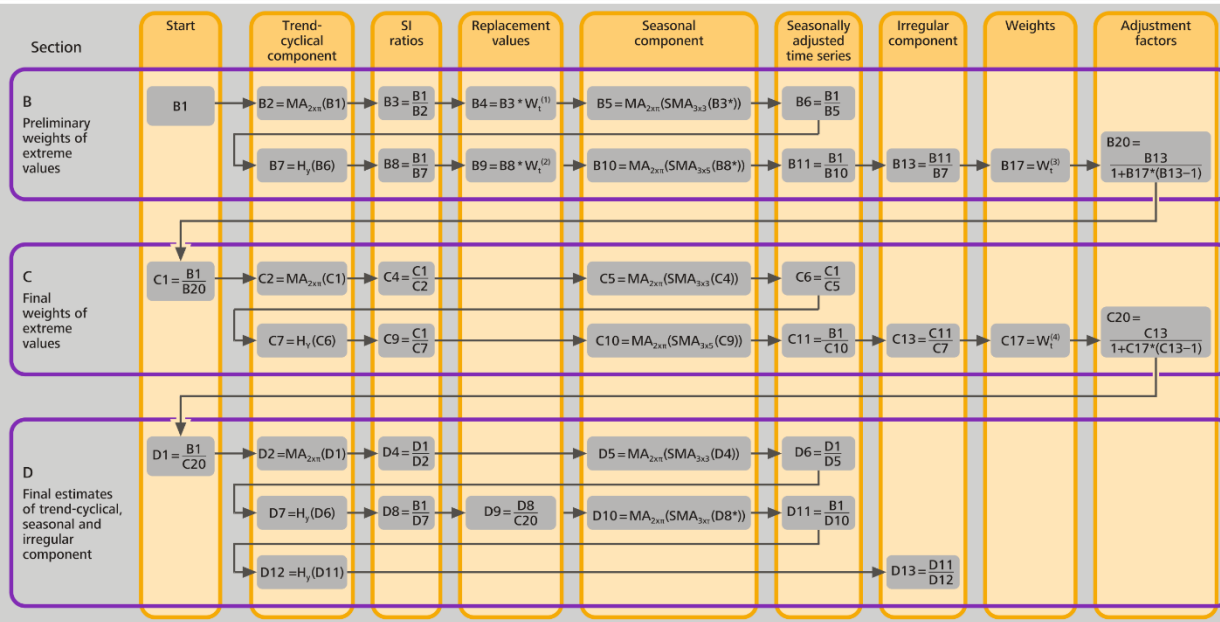 Section
Start
Trend-
cyclical
component
SI
ratios
Replacement
values
Seasonal
component
Seasonally
adjusted
time series
Irregular
component
Weights
Adjustment
factors
B
Preliminary
weights of
extreme
values
B1
B2=MA₂ₓπ(B1)
B3= B1/B2
B4=B3*Wₜ⁽¹⁾
B5=MA₂ₓπ(SMA₃ₓ₃(B3*))
B6= B1/B5
B7=Hᵧ(B6)
B8= B1/B7
B9=B8*Wₜ⁽²⁾
B10=MA₂ₓπ(SMA₃ₓ₅(B8*))
B11= B1/B10
B13= B11/B7
B17=Wₜ⁽³⁾
B20=
B13
1+B17*(B13–1)
C
Final
weights of
extreme
values
C1= B1/B20
C2=MA₂ₓπ(C1)
C4= C1/C2
C5=MA₂ₓπ(SMA₃ₓ₃(C4))
C6= C1/C5
C7=Hᵧ(C6)
C9= C1/C7
C10=MA₂ₓπ(SMA₃ₓ₅(C9))
C11= B1/C10
C13= C11/C7
C17=Wₜ⁽⁴⁾
C20=
C13
1+C17*(C13–1)
D
Final estimates
of trend-cyclical,
seasonal and
irregular
component
D1= B1/C20
D2=MA₂ₓπ(D1)
D4= D1/D2
D5=MA₂ₓπ(SMA₃ₓ₃(D4))
D6= D1/D5
D7=Hᵧ(D6)
D8= B1/D7
D9= D8/C20
D10=MA₂ₓπ(SMA₃ₓτ(D8*))
D11= B1/D10
D12 =Hᵧ(D11)
D13= D11/D12